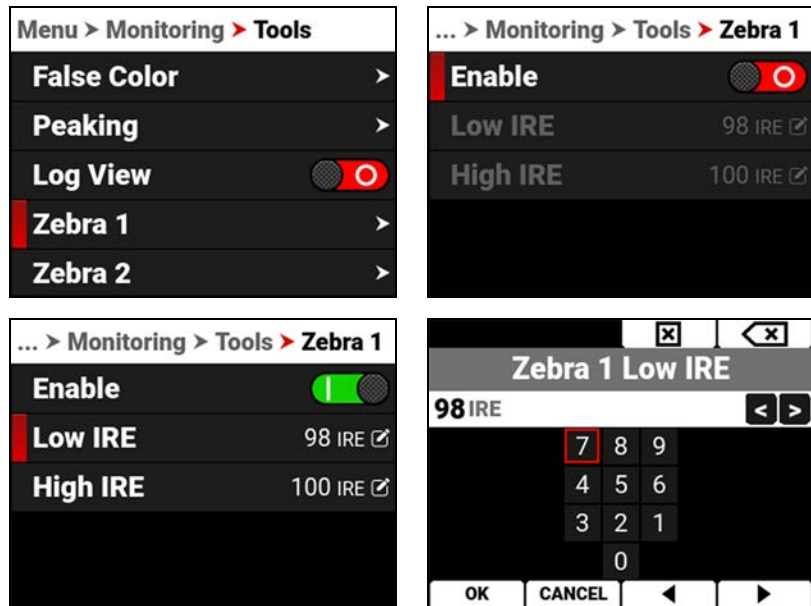 Menu > Monitoring > Tools
False Color >
Peaking >
Log View
Zebra 1 >
Zebra 2 >
... > Monitoring > Tools > Zebra 1
Enable
Low IRE 98 IRE
High IRE 100 IRE
... > Monitoring > Tools > Zebra 1
Enable
Low IRE 98 IRE
High IRE 100 IRE
Zebra 1 Low IRE
98 IRE < >
7 8 9
4 5 6
3 2 1
0
OK CANCEL ◀ ▶